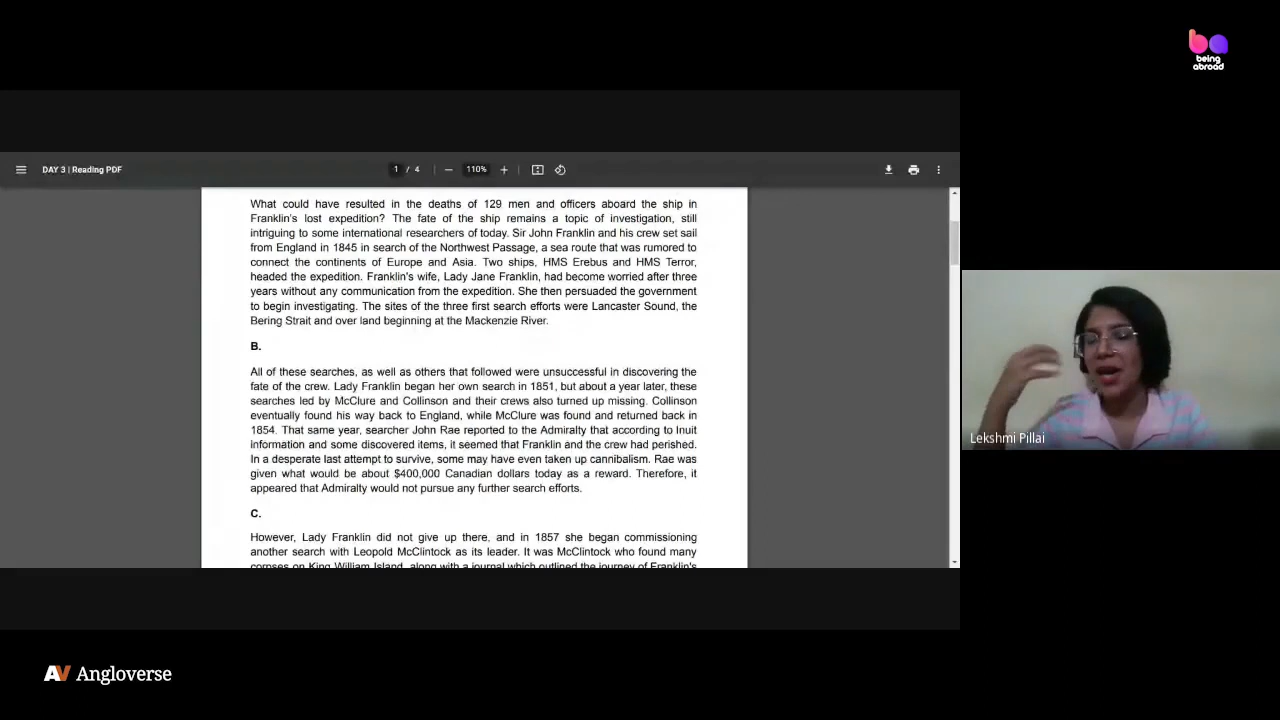 being
abroad
DAY 3 | Reading PDF
1 / 4
110%
What could have resulted in the deaths of 129 men and officers aboard the ship in
Franklin's lost expedition? The fate of the ship remains a topic of investigation, still
intriguing to some international researchers of today. Sir John Franklin and his crew set sail
from England in 1845 in search of the Northwest Passage, a sea route that was rumored to
connect the continents of Europe and Asia. Two ships, HMS Erebus and HMS Terror,
headed the expedition. Franklin's wife, Lady Jane Franklin, had become worried after three
years without any communication from the expedition. She then persuaded the government
to begin investigating. The sites of the three first search efforts were Lancaster Sound, the
Bering Strait and over land beginning at the Mackenzie River.
B.
All of these searches, as well as others that followed were unsuccessful in discovering the
fate of the crew. Lady Franklin began her own search in 1851, but about a year later, these
searches led by McClure and Collinson and their crews also turned up missing. Collinson
eventually found his way back to England, while McClure was found and returned back in
1854. That same year, searcher John Rae reported to the Admiralty that according to Inuit
information and some discovered items, it seemed that Franklin and the crew had perished.
In a desperate last attempt to survive, some may have even taken up cannibalism. Rae was
given what would be about $400,000 Canadian dollars today as a reward. Therefore, it
appeared that Admiralty would not pursue any further search efforts.
C.
However, Lady Franklin did not give up there, and in 1857 she began commissioning
another search with Leopold McClintock as its leader. It was McClintock who found many
corpses on King William Island, along with a journal which outlined the journey of Franklin's
Lekshmi Pillai
AV Angloverse